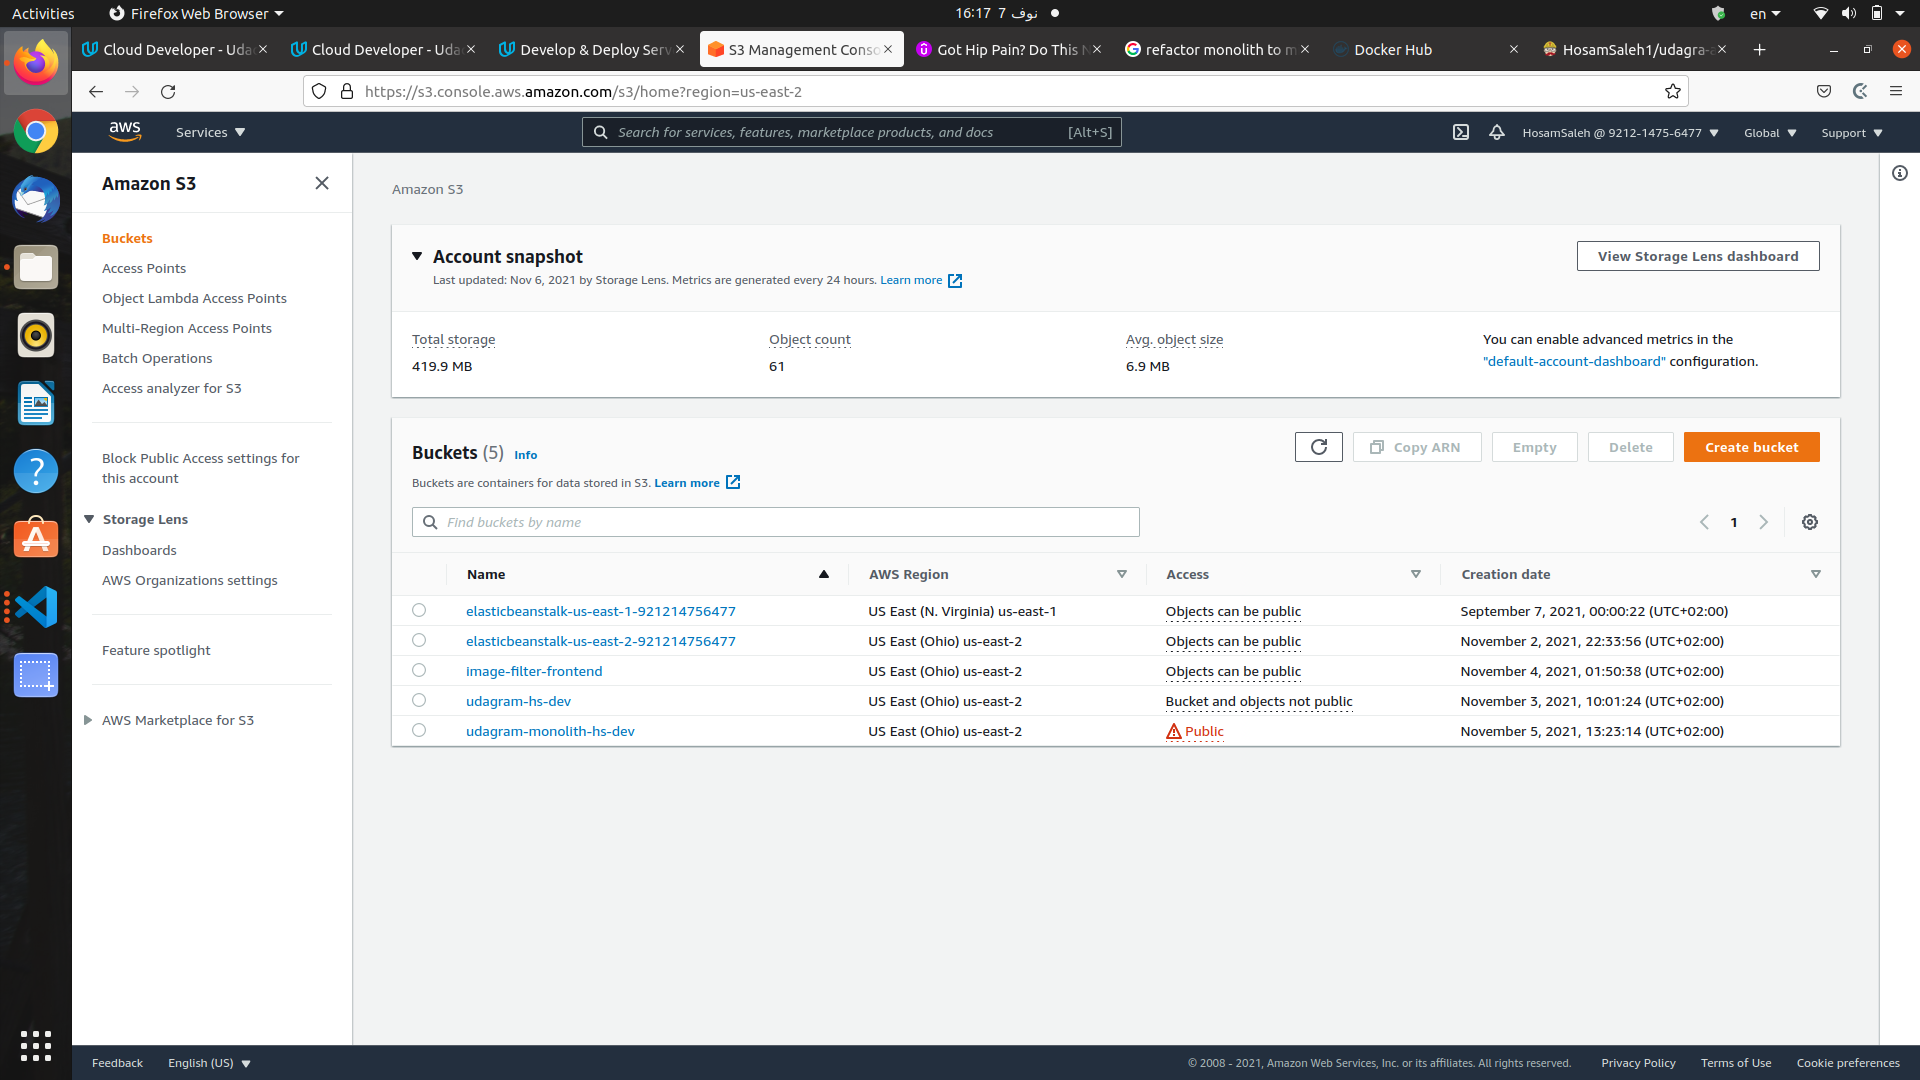 Activities
Firefox Web Browser
16:17 7 نوف
en
Cloud Developer - Uda
Cloud Developer - Uda
Develop & Deploy Serv
S3 Management Conso
Got Hip Pain? Do This N
refactor monolith to m
Docker Hub
HosamSaleh1/udagra-a
https://s3.console.aws.amazon.com/s3/home?region=us-east-2
aws
Services
Search for services, features, marketplace products, and docs
[Alt+S]
HosamSaleh @ 9212-1475-6477
Global
Support
Amazon S3
Buckets
Access Points
Object Lambda Access Points
Multi-Region Access Points
Batch Operations
Access analyzer for S3
Block Public Access settings for
this account
Storage Lens
Dashboards
AWS Organizations settings
Feature spotlight
AWS Marketplace for S3
Amazon S3
Account snapshot
Last updated: Nov 6, 2021 by Storage Lens. Metrics are generated every 24 hours. Learn more
View Storage Lens dashboard
Total storage
419.9 MB
Object count
61
Avg. object size
6.9 MB
You can enable advanced metrics in the
"default-account-dashboard" configuration.
Buckets (5) Info
Buckets are containers for data stored in S3. Learn more
Copy ARN
Empty
Delete
Create bucket
Find buckets by name
1
Name AWS Region Access Creation date
elasticbeanstalk-us-east-1-921214756477 US East (N. Virginia) us-east-1 Objects can be public September 7, 2021, 00:00:22 (UTC+02:00)
elasticbeanstalk-us-east-2-921214756477 US East (Ohio) us-east-2 Objects can be public November 2, 2021, 22:33:56 (UTC+02:00)
image-filter-frontend US East (Ohio) us-east-2 Objects can be public November 4, 2021, 01:50:38 (UTC+02:00)
udagram-hs-dev US East (Ohio) us-east-2 Bucket and objects not public November 3, 2021, 10:01:24 (UTC+02:00)
udagram-monolith-hs-dev US East (Ohio) us-east-2 Public November 5, 2021, 13:23:14 (UTC+02:00)
Feedback
English (US)
© 2008 - 2021, Amazon Web Services, Inc. or its affiliates. All rights reserved.
Privacy Policy
Terms of Use
Cookie preferences